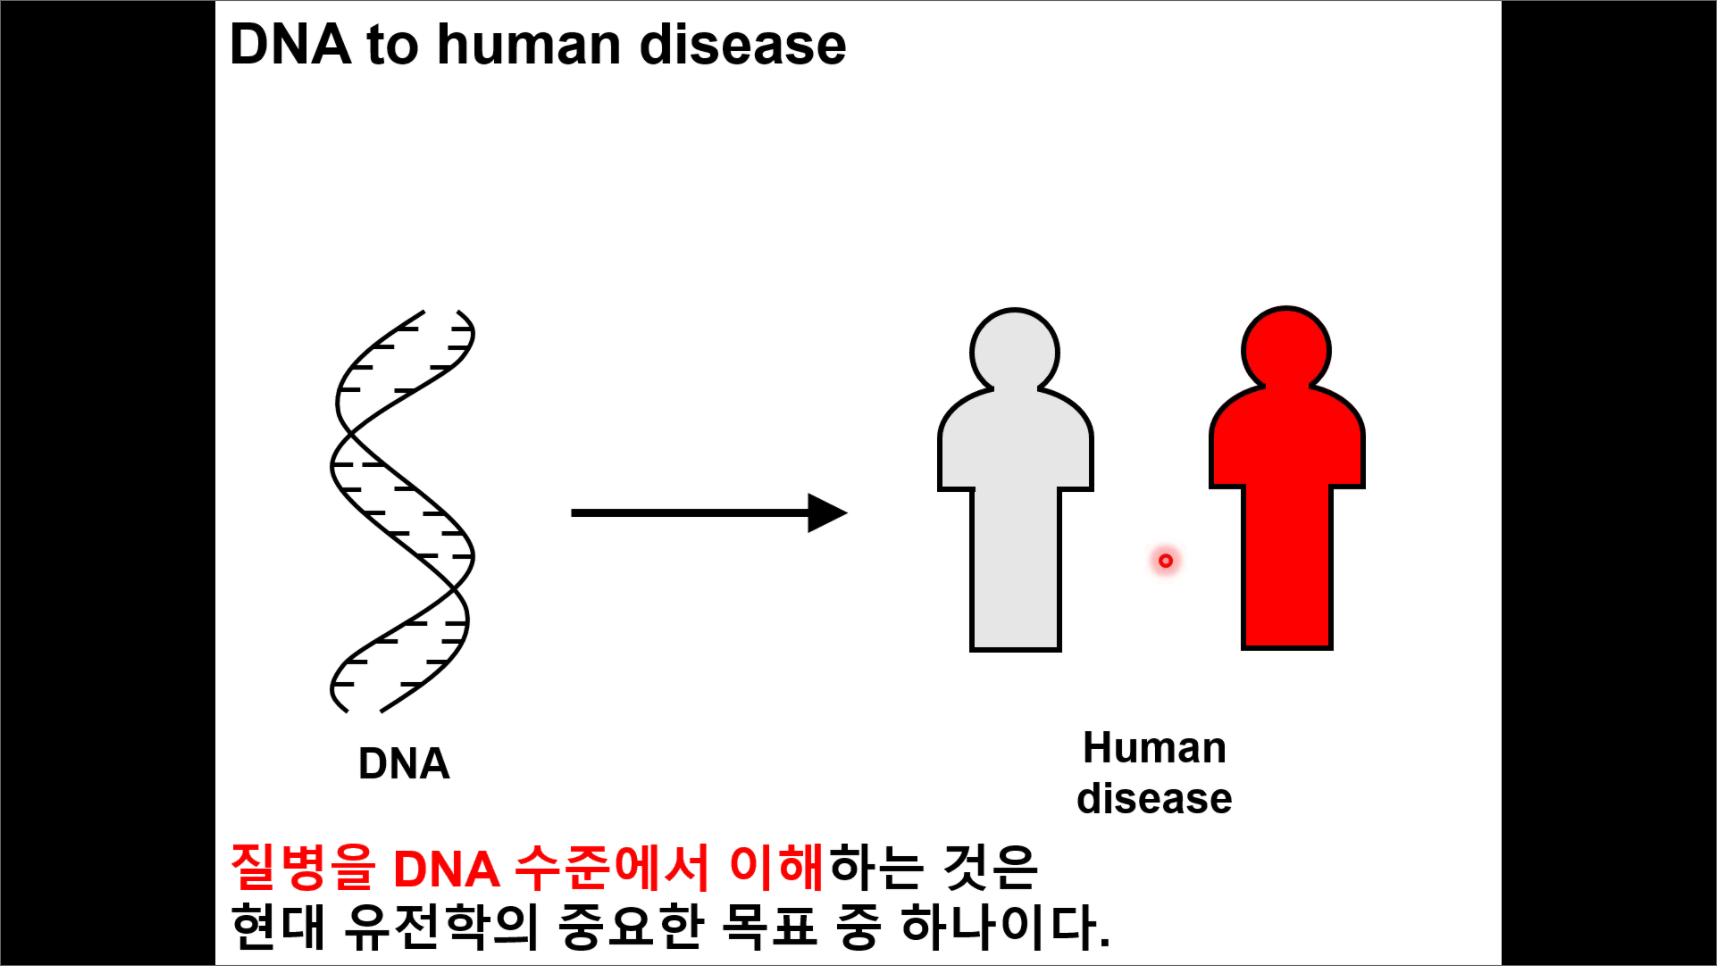 DNA to human disease
DNA
Human
disease
질병을 DNA 수준에서 이해하는 것은
현대 유전학의 중요한 목표 중 하나이다.